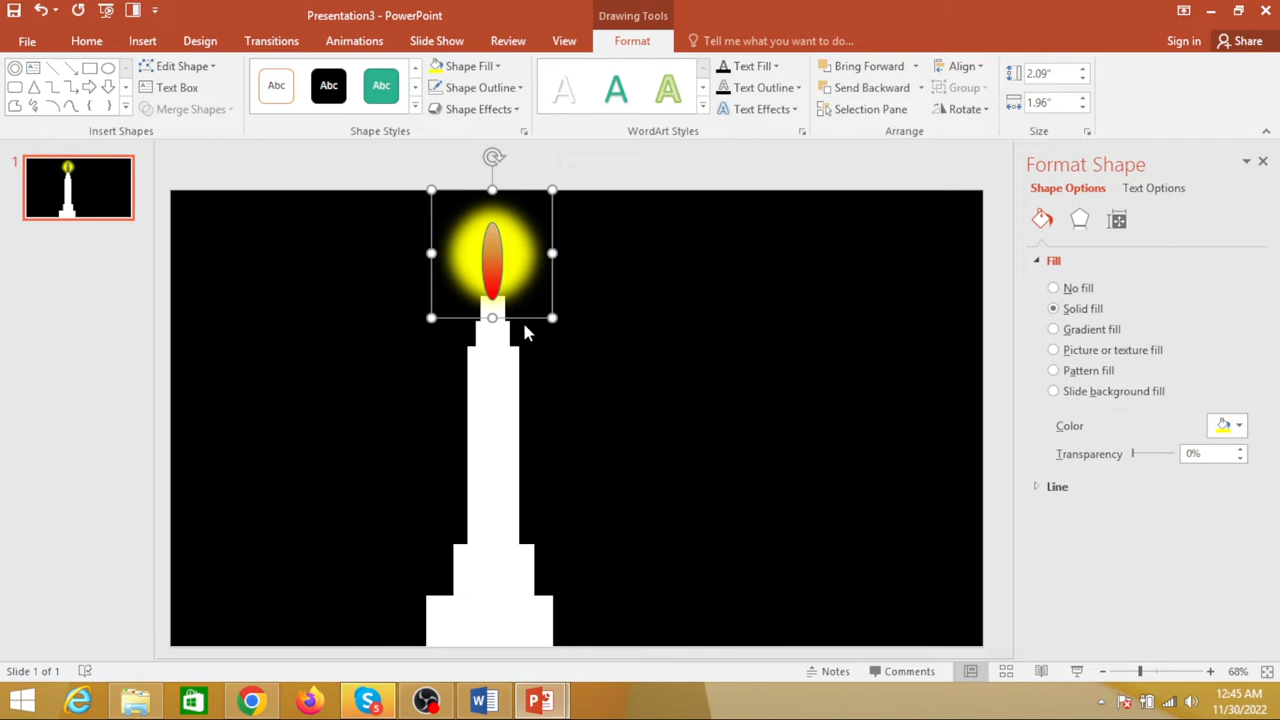 Presentation3 - PowerPoint
Drawing Tools
File
Home
Insert
Design
Transitions
Animations
Slide Show
Review
View
Format
Tell me what you want to do...
Sign in
Share
Edit Shape
Text Box
Merge Shapes
Insert Shapes
Abc
Abc
Abc
Shape Fill
Shape Outline
Shape Effects
Shape Styles
A A A
Text Fill
Text Outline
Text Effects
WordArt Styles
Bring Forward
Send Backward
Selection Pane
Align
Group
Rotate
Arrange
2.09"
1.96"
Size
1
Format Shape
Shape Options
Text Options
Fill
No fill
Solid fill
Gradient fill
Picture or texture fill
Pattern fill
Slide background fill
Color
Transparency
0%
Line
Slide 1 of 1
Notes
Comments
68%
12:45 AM
11/30/2022